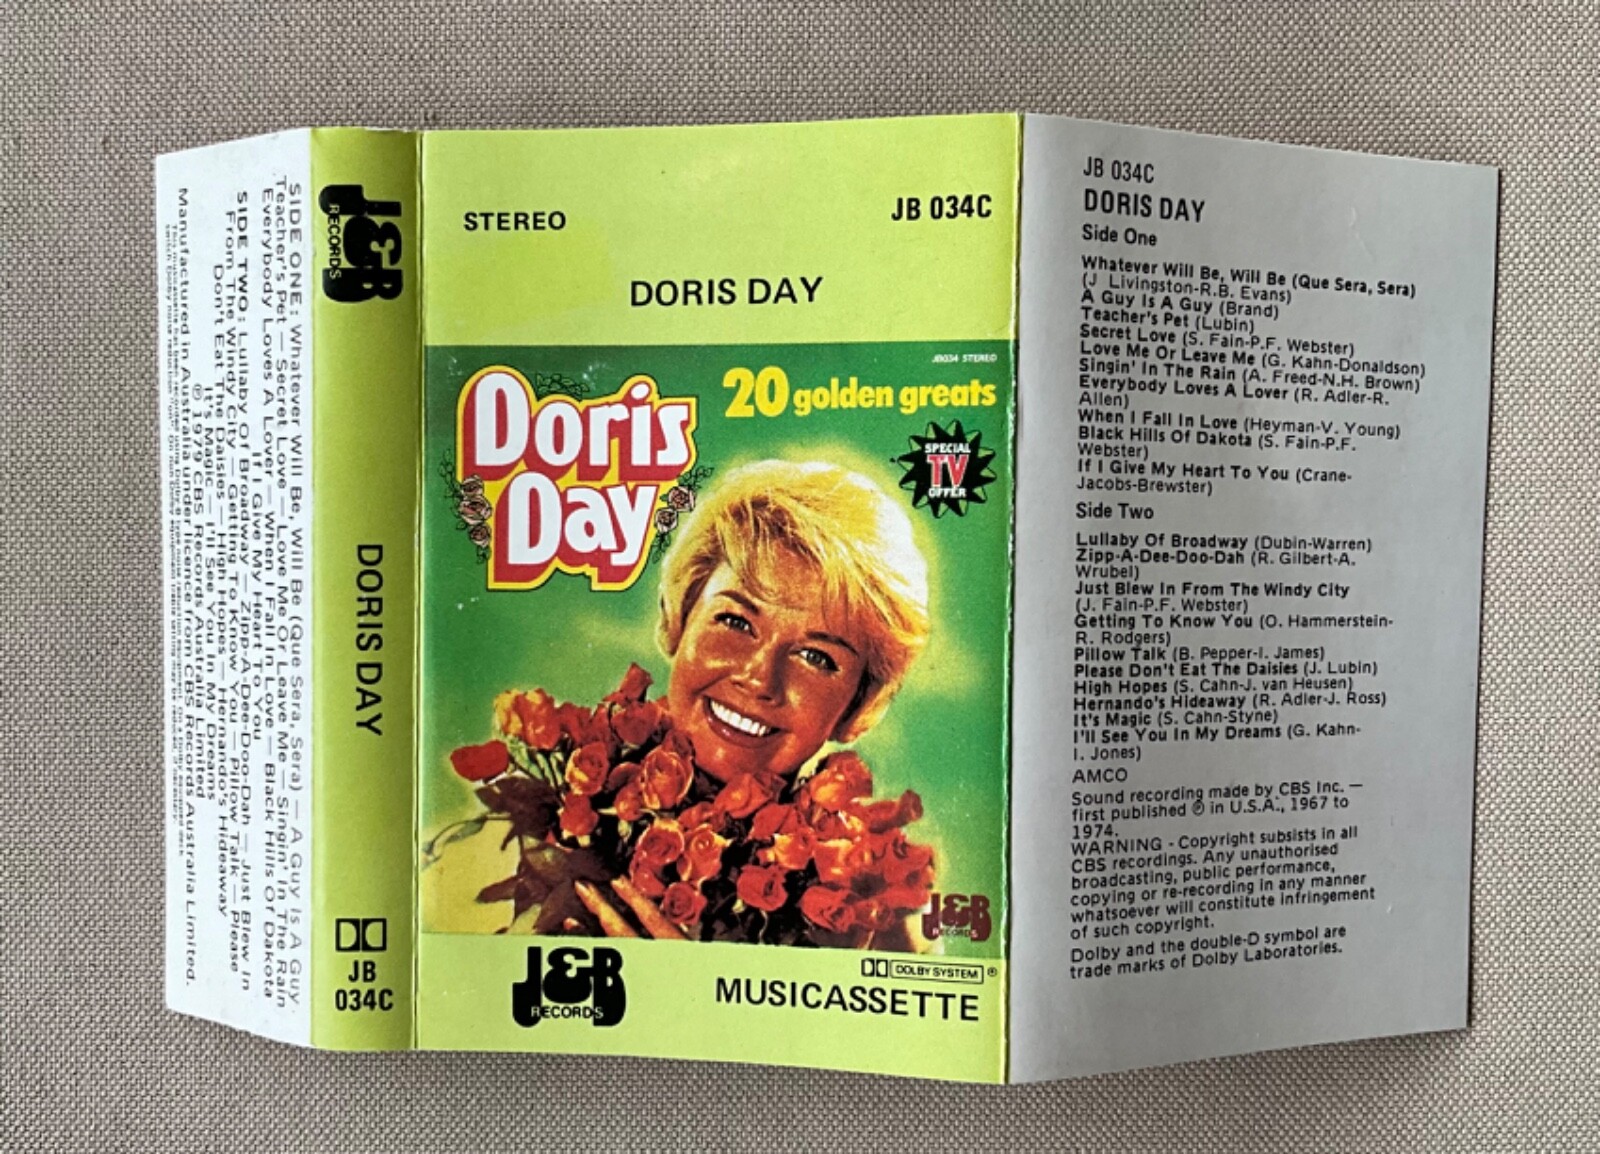 SIDE ONE: Whatever Will Be, Will Be (Que Sera, Sera) — A Guy is A Guy
Teacher's Pet — Secret Love — Love Me Or Leave Me — Singin' In The Rain
Everybody Loves A Lover — When I Fall In Love — Black Hills Of Dakota
If I Give My Heart To You
SIDE TWO: Lullaby Of Broadway — Zipp-A-Dee-Doo-Dah — Just Blew In
From The Windy City — Getting To Know You — Pillow Talk — Please
Don't Eat The Daisies — High Hopes — Hernando's Hideaway
It's Magic — I'll See You In My Dreams
℗ 1979 CBS Records Australia Limited
Manufactured in Australia under licence from CBS Records Australia Limited.
J&B
RECORDS
DORIS DAY
JB
034C
STEREO
JB 034C
DORIS DAY
JB034 STEREO
Doris
Day
20 golden greats
SPECIAL
TV
OFFER
J&B
RECORDS
J&B
RECORDS
DOLBY SYSTEM ®
MUSICASSETTE
JB 034C
DORIS DAY
Side One
Whatever Will Be, Will Be (Que Sera, Sera)
(J Livingston-R.B. Evans)
A Guy Is A Guy (Brand)
Teacher's Pet (Lubin)
Secret Love (S. Fain-P.F. Webster)
Love Me Or Leave Me (G. Kahn-Donaldson)
Singin' In The Rain (A. Freed-N.H. Brown)
Everybody Loves A Lover (R. Adler-R.
Allen)
When I Fall In Love (Heyman-V. Young)
Black Hills Of Dakota (S. Fain-P.F.
Webster)
If I Give My Heart To You (Crane-
Jacobs-Brewster)
Side Two
Lullaby Of Broadway (Dubin-Warren)
Zipp-A-Dee-Doo-Dah (R. Gilbert-A.
Wrubel)
Just Blew In From The Windy City
(J. Fain-P.F. Webster)
Getting To Know You (O. Hammerstein-
R. Rodgers)
Pillow Talk (B. Pepper-I. James)
Please Don't Eat The Daisies (J. Lubin)
High Hopes (S. Cahn-J. van Heusen)
Hernando's Hideaway (R. Adler-J. Ross)
It's Magic (S. Cahn-Styne)
I'll See You In My Dreams (G. Kahn-
I. Jones)
AMCO
Sound recording made by CBS Inc. —
first published ℗ in U.S.A., 1967 to
1974.
WARNING - Copyright subsists in all
CBS recordings. Any unauthorised
broadcasting, public performance,
copying or re-recording in any manner
whatsoever will constitute infringement
of such copyright.
Dolby and the double-D symbol are
trade marks of Dolby Laboratories.